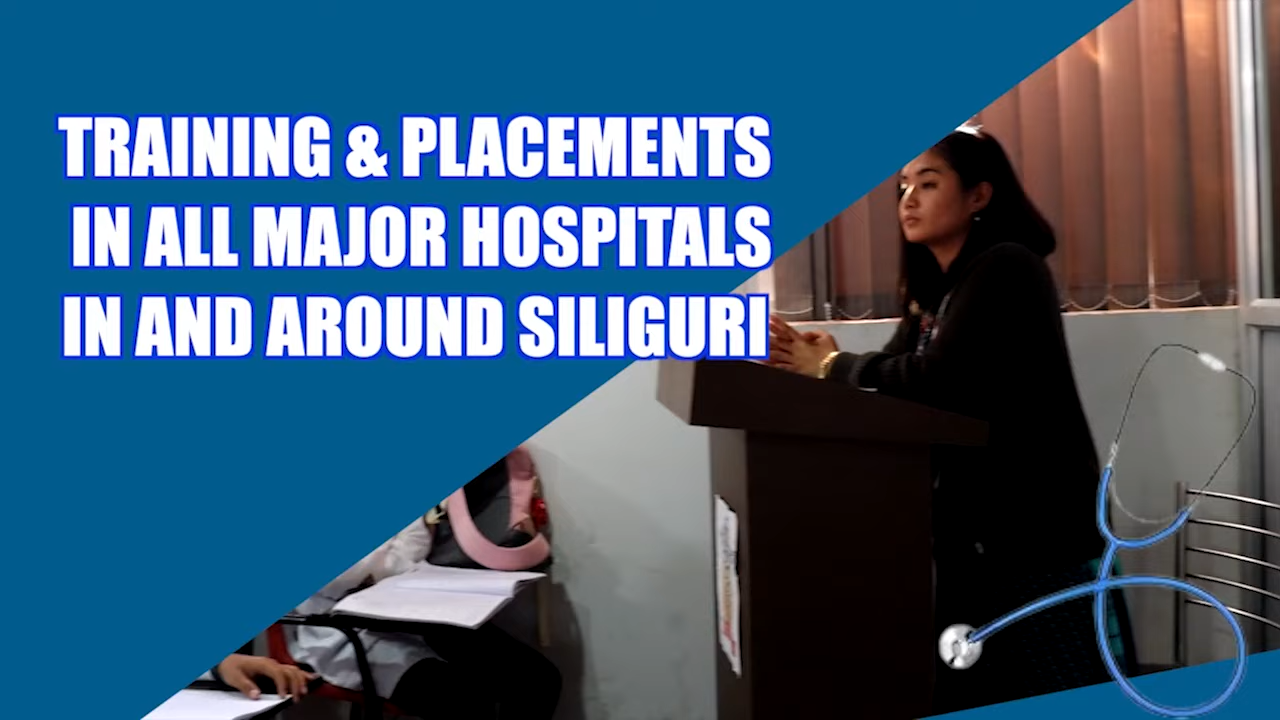 TRAINING & PLACEMENTS
IN ALL MAJOR HOSPITALS
IN AND AROUND SILIGURI